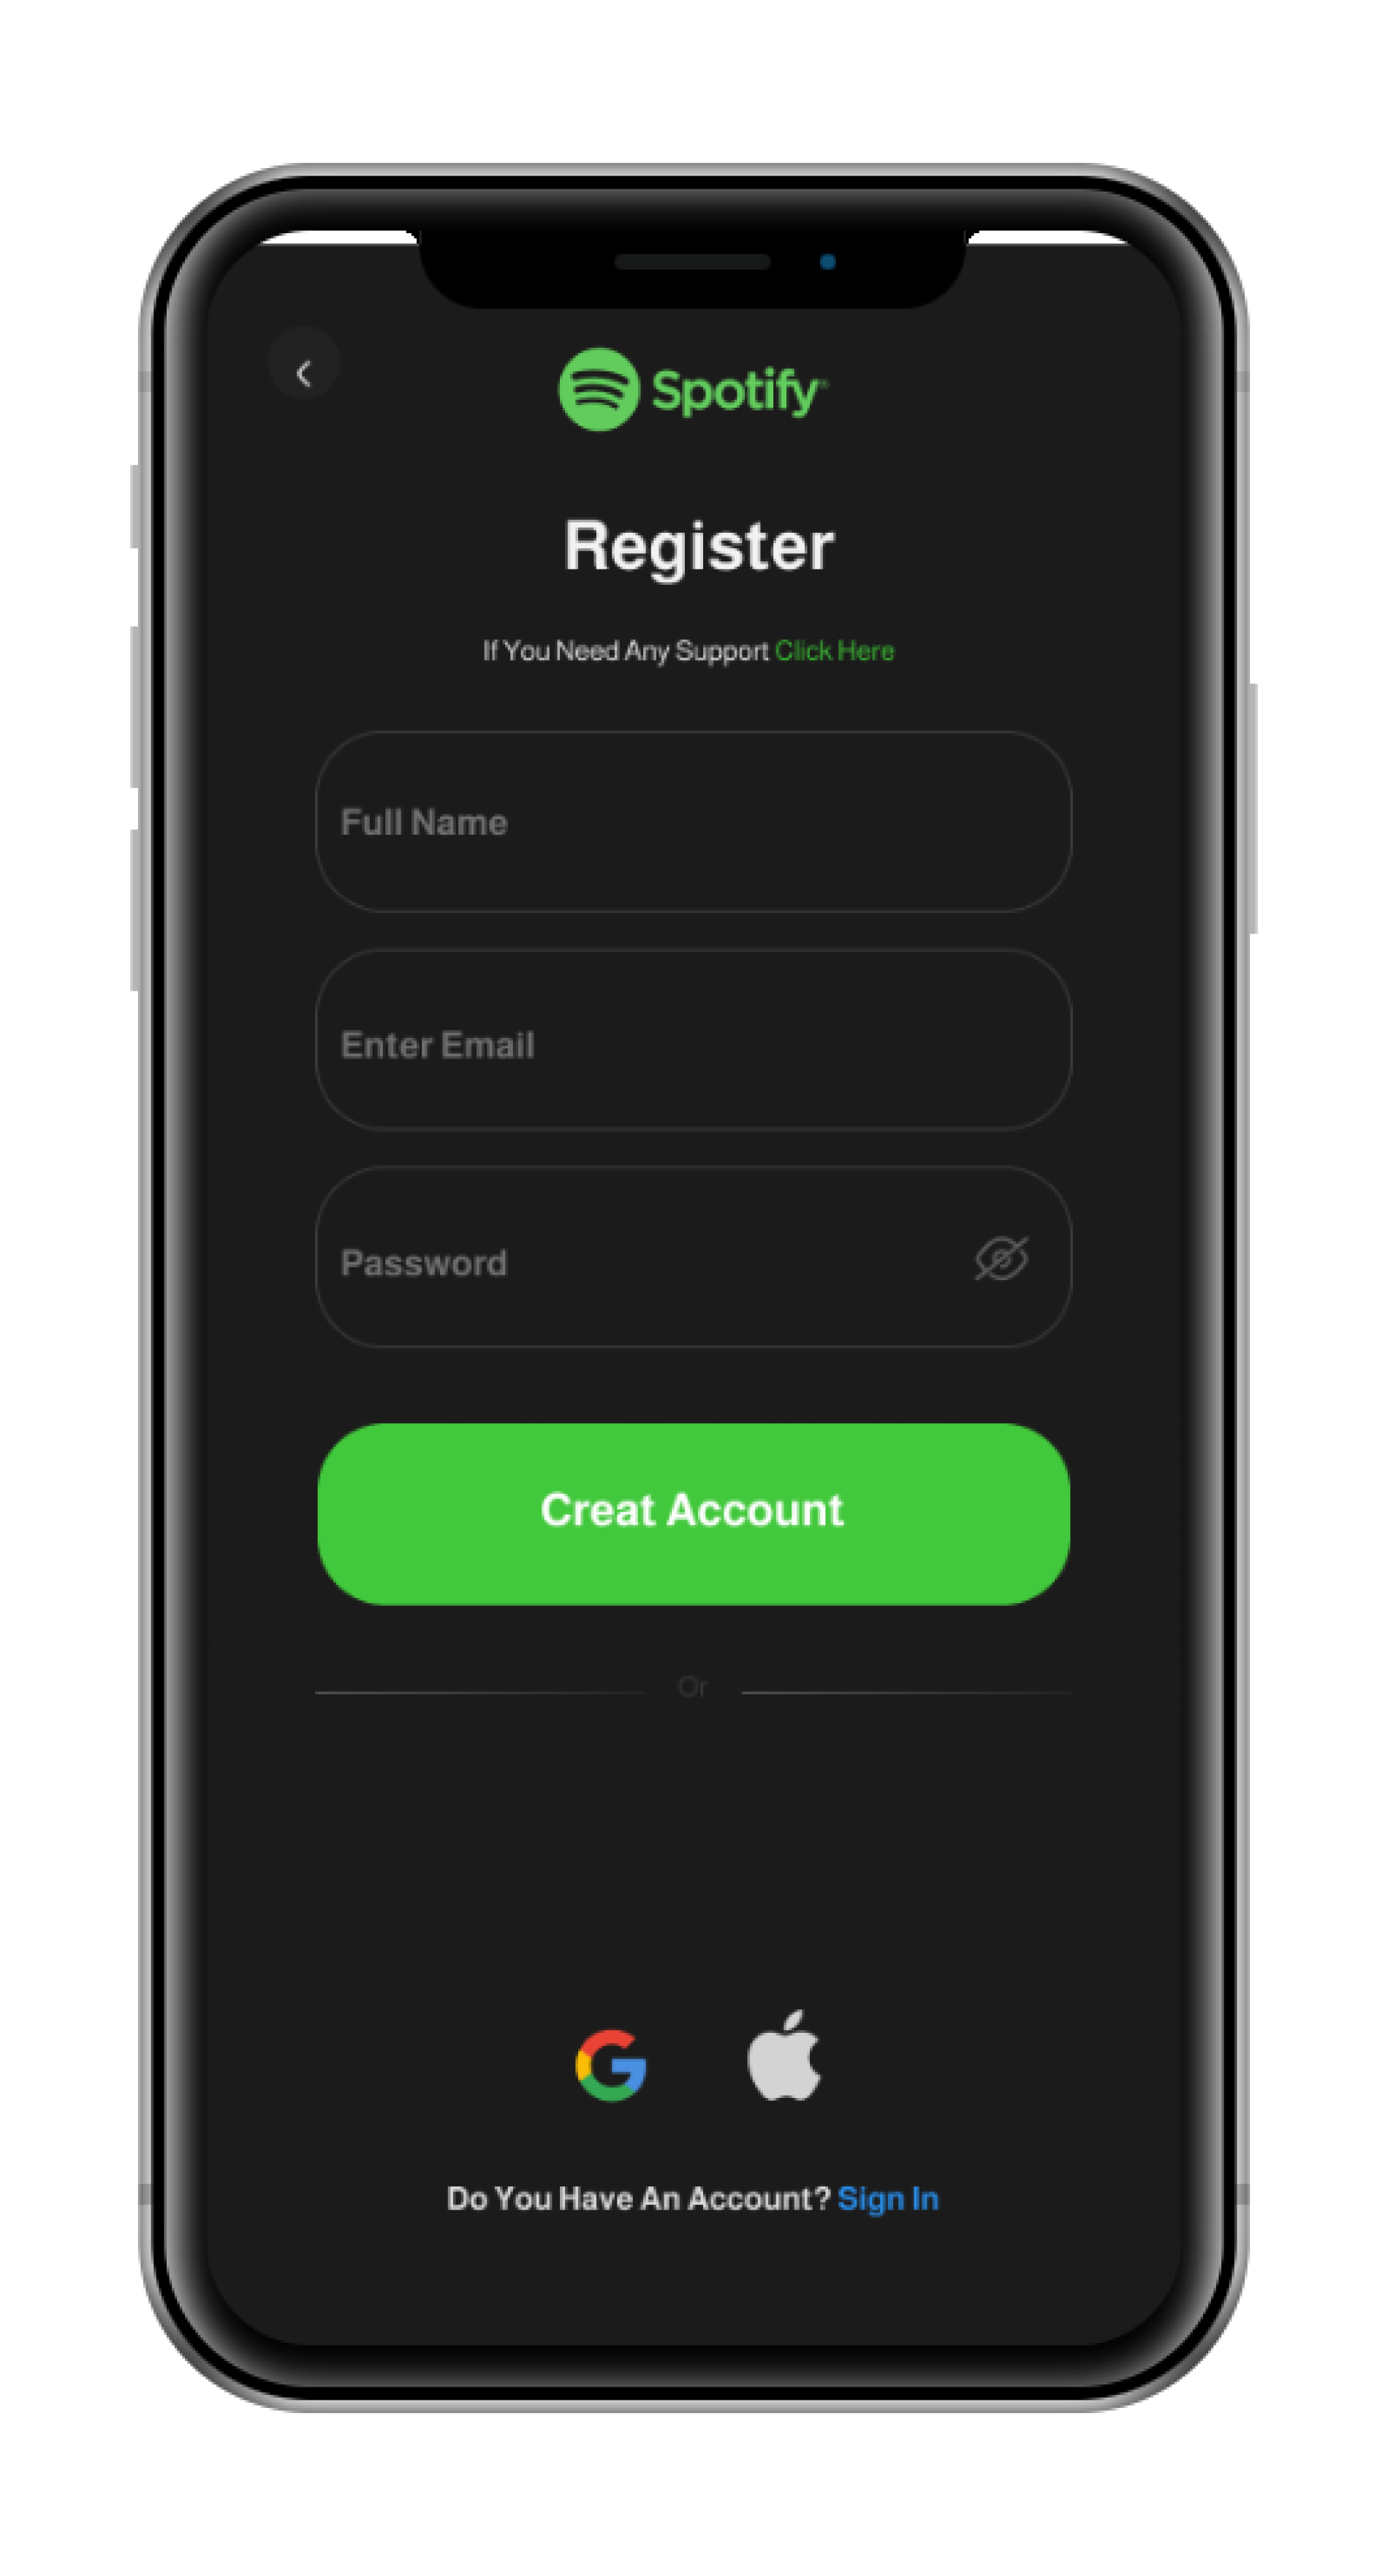 Spotify
Register
If You Need Any Support Click Here
Full Name
Enter Email
Password
Creat Account
Or
Do You Have An Account? Sign In